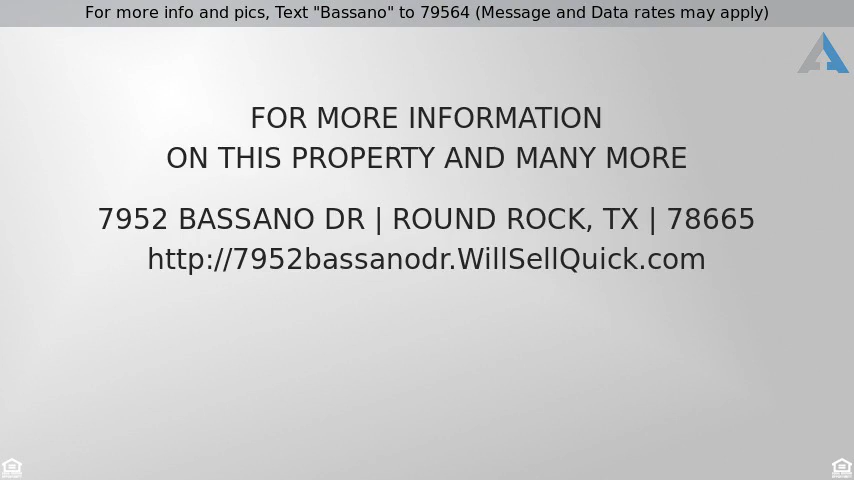 For more info and pics, Text "Bassano" to 79564 (Message and Data rates may apply)
FOR MORE INFORMATION
ON THIS PROPERTY AND MANY MORE
7952 BASSANO DR | ROUND ROCK, TX | 78665
http://7952bassanodr.WillSellQuick.com